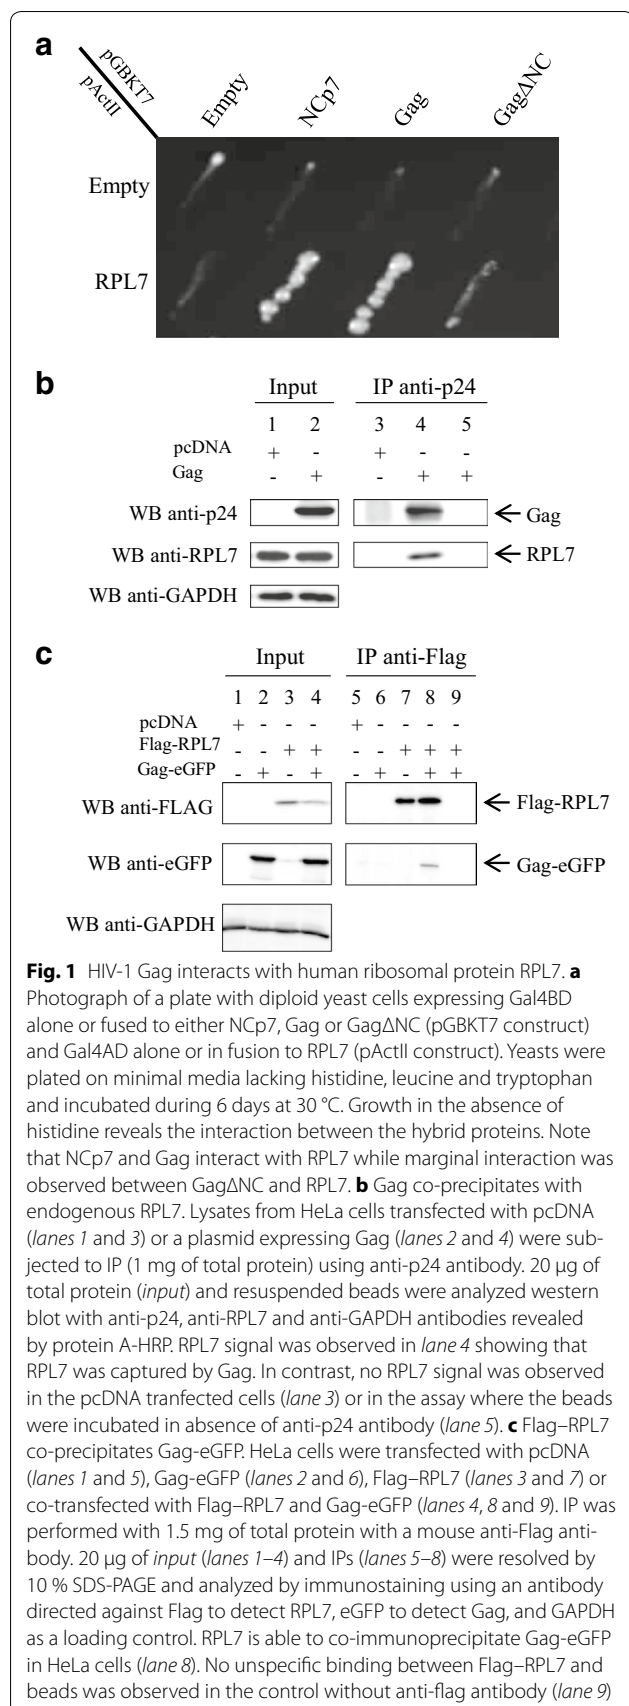 a
pGBKT7
pActII
Empty
NCp7
Gag
GagΔNC
Empty
RPL7
b
Input
IP anti-p24
1 2 3 4 5
pcDNA + - + - -
Gag - + - + +
WB anti-p24
Gag
WB anti-RPL7
RPL7
WB anti-GAPDH
c
Input
IP anti-Flag
1 2 3 4 5 6 7 8 9
pcDNA + - - - + - - - -
Flag-RPL7 - - + + - - + + +
Gag-eGFP - + - + - + - + +
WB anti-FLAG
Flag-RPL7
WB anti-eGFP
Gag-eGFP
WB anti-GAPDH
Fig. 1 HIV-1 Gag interacts with human ribosomal protein RPL7. a
Photograph of a plate with diploid yeast cells expressing Gal4BD
alone or fused to either NCp7, Gag or GagΔNC (pGBKT7 construct)
and Gal4AD alone or in fusion to RPL7 (pActII construct). Yeasts were
plated on minimal media lacking histidine, leucine and tryptophan
and incubated during 6 days at 30 °C. Growth in the absence of
histidine reveals the interaction between the hybrid proteins. Note
that NCp7 and Gag interact with RPL7 while marginal interaction was
observed between GagΔNC and RPL7. b Gag co-precipitates with
endogenous RPL7. Lysates from HeLa cells transfected with pcDNA
(lanes 1 and 3) or a plasmid expressing Gag (lanes 2 and 4) were sub-
jected to IP (1 mg of total protein) using anti-p24 antibody. 20 µg of
total protein (input) and resuspended beads were analyzed western
blot with anti-p24, anti-RPL7 and anti-GAPDH antibodies revealed
by protein A-HRP. RPL7 signal was observed in lane 4 showing that
RPL7 was captured by Gag. In contrast, no RPL7 signal was observed
in the pcDNA tranfected cells (lane 3) or in the assay where the beads
were incubated in absence of anti-p24 antibody (lane 5). c Flag–RPL7
co-precipitates Gag-eGFP. HeLa cells were transfected with pcDNA
(lanes 1 and 5), Gag-eGFP (lanes 2 and 6), Flag–RPL7 (lanes 3 and 7) or
co-transfected with Flag–RPL7 and Gag-eGFP (lanes 4, 8 and 9). IP was
performed with 1.5 mg of total protein with a mouse anti-Flag anti-
body. 20 µg of input (lanes 1–4) and IPs (lanes 5–8) were resolved by
10 % SDS-PAGE and analyzed by immunostaining using an antibody
directed against Flag to detect RPL7, eGFP to detect Gag, and GAPDH
as a loading control. RPL7 is able to co-immunoprecipitate Gag-eGFP
in HeLa cells (lane 8). No unspecific binding between Flag–RPL7 and
beads was observed in the control without anti-flag antibody (lane 9)